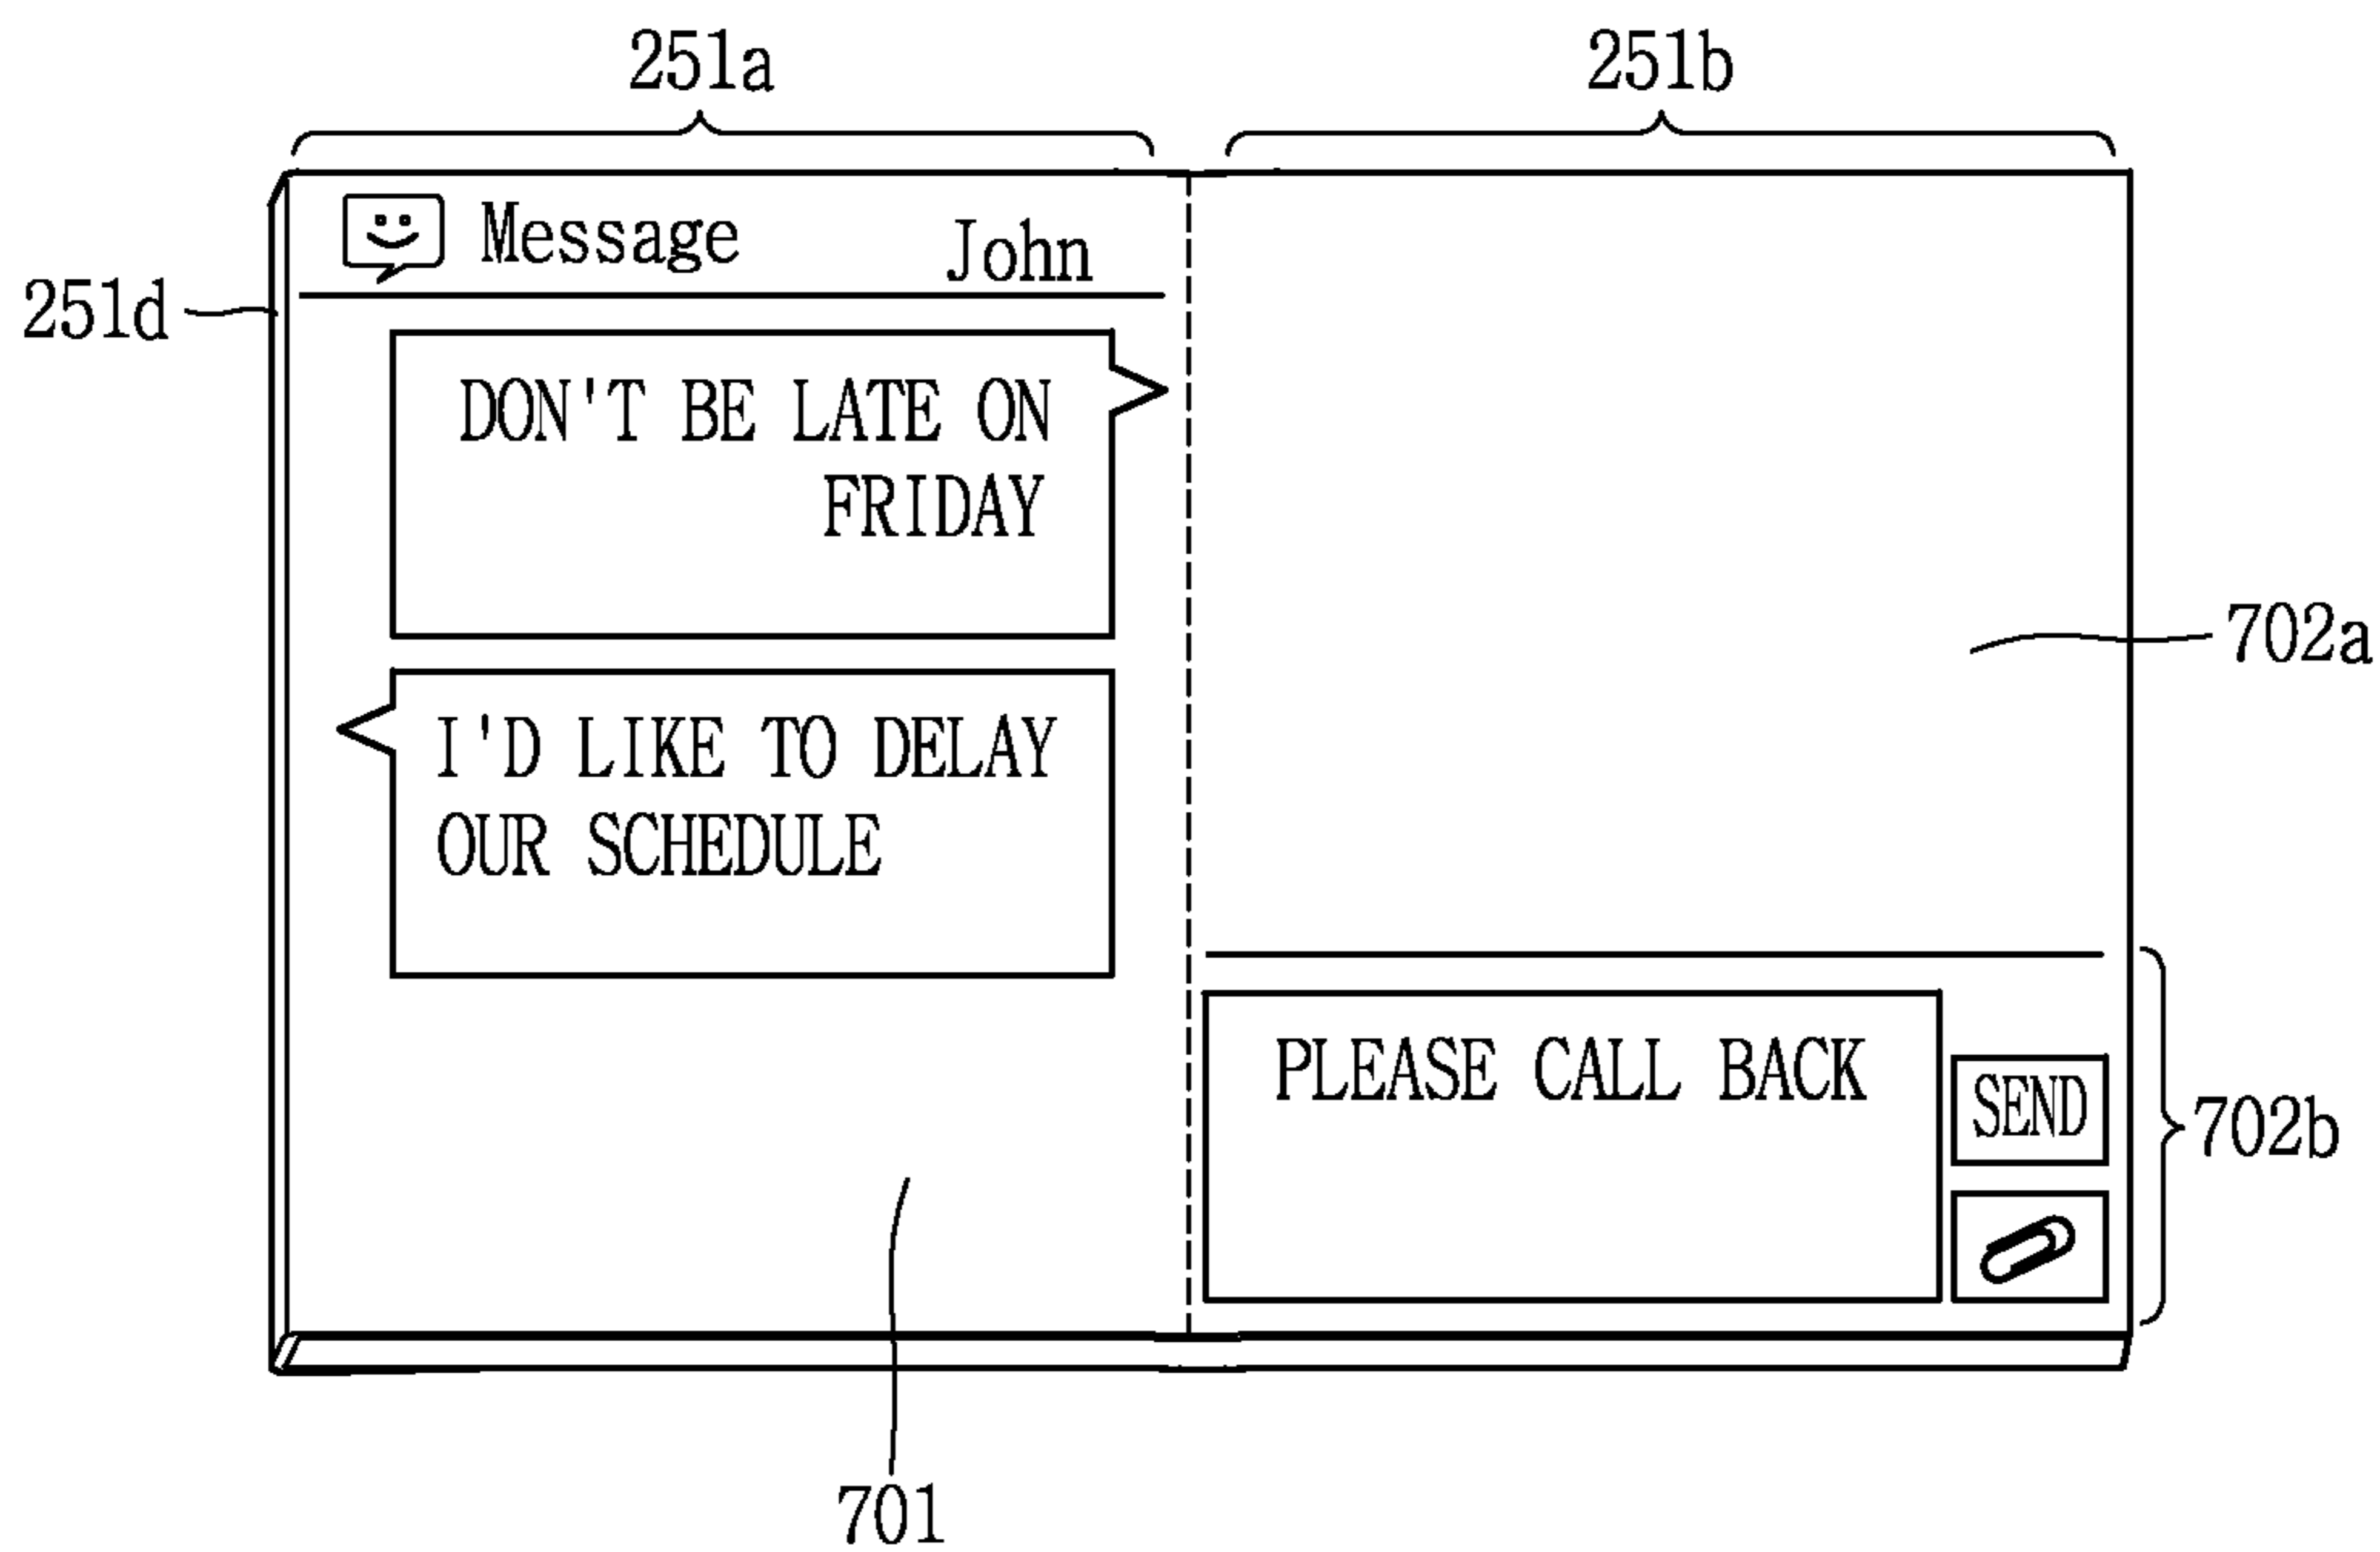 251a
251b
Message
John
251d
DON'T BE LATE ON
FRIDAY
702a
I'D LIKE TO DELAY
OUR SCHEDULE
PLEASE CALL BACK
SEND
702b
701